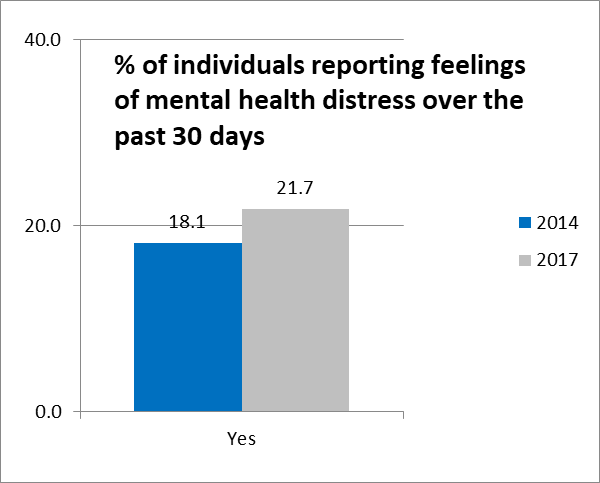 40.0
% of individuals reporting feelings
of mental health distress over the
past 30 days
21.7
20.0
18.1
2014
2017
0.0
Yes